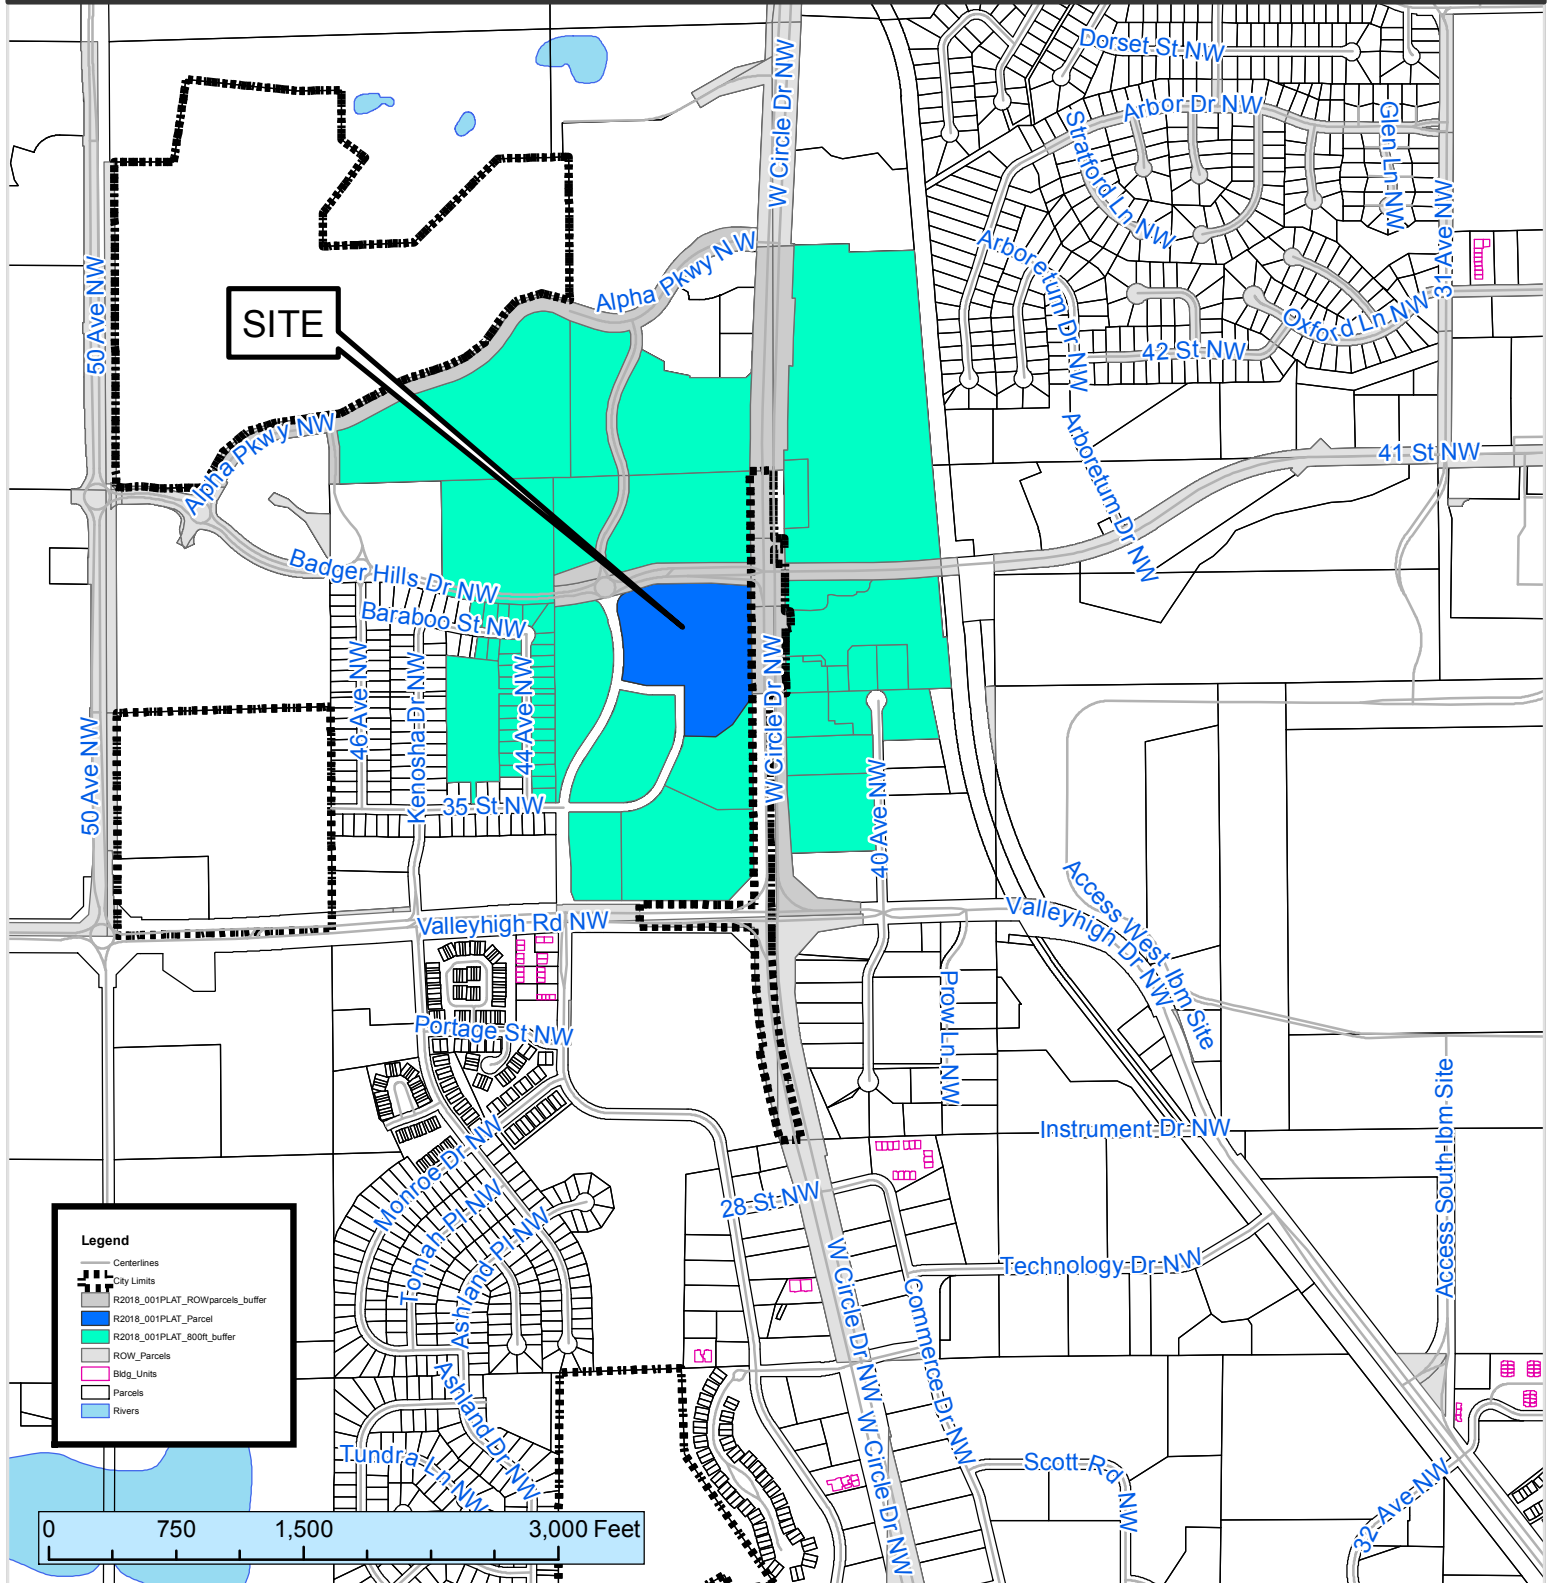 Dorset St NW
W Circle Dr NW
Arbor Dr NW
Glen Ln NW
Stratford Ln NW
31 Ave NW
Alpha Pkwy NW
Arboretum Dr NW
50 Ave NW
SITE
Oxford Ln NW
42 St NW
Alpha Pkwy NW
Arboretum Dr NW
41 St NW
Badger Hills Dr NW
Baraboo St NW
46 Ave NW
Kenosha Dr NW
44 Ave NW
W Circle Dr NW
50 Ave NW
35 St NW
40 Ave NW
Valleyhigh Rd NW
Valleyhigh Dr NW
Access West Ibm Site
Prow Ln NW
Portage St NW
Instrument Dr NW
Access South Ibm Site
Monroe Dr NW
Tomah Pl NW
Ashland Pl NW
28 St NW
Technology Dr NW
W Circle Dr NW
Commerce Dr NW
Legend
Centerlines
City Limits
R2018_001PLAT_ROWparcels_buffer
R2018_001PLAT_Parcel
R2018_001PLAT_800ft_buffer
ROW_Parcels
Bldg_Units
Parcels
Rivers
Ashland Dr NW
W Circle Dr NW
Tundra Ln NW
Scott Rd NW
32 Ave NW
0 750 1,500 3,000 Feet